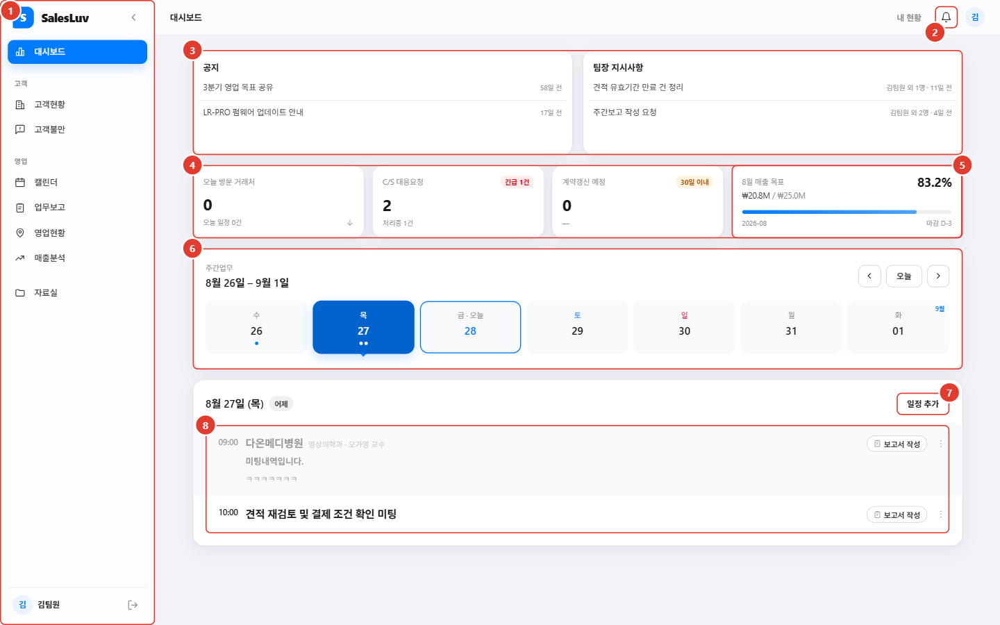 1
S SalesLuv
대시보드
고객
고객현황
고객불만
영업
캘린더
업무보고
영업현황
매출분석
자료실
김 김팀원
대시보드
내 현황
김
2
3
공지
3분기 영업 목표 공유 58일 전
LR-PRO 펌웨어 업데이트 안내 17일 전
팀장 지시사항
견적 유효기간 만료 건 정리 김팀원 외 1명 · 11일 전
주간보고 작성 요청 김팀원 외 2명 · 4일 전
4
오늘 방문 거래처
0
오늘 일정 0건
C/S 대응요청 긴급 1건
2
처리중 1건
계약갱신 예정 30일 이내
0
—
5
8월 매출 목표 83.2%
₩20.8M / ₩25.0M
2026-08 마감 D-3
6
주간업무
8월 26일 – 9월 1일
오늘
수
26
목
27
금 · 오늘
28
토
29
일
30
월
31
9월
화
01
7
8월 27일 (목) 어제
일정 추가
8
09:00 다온메디병원 영상의학과 · 오가영 교수 보고서 작성
미팅내역입니다.
ㅋㅋㅋㅋㅋㅋㅋ
10:00 견적 재검토 및 결제 조건 확인 미팅 보고서 작성